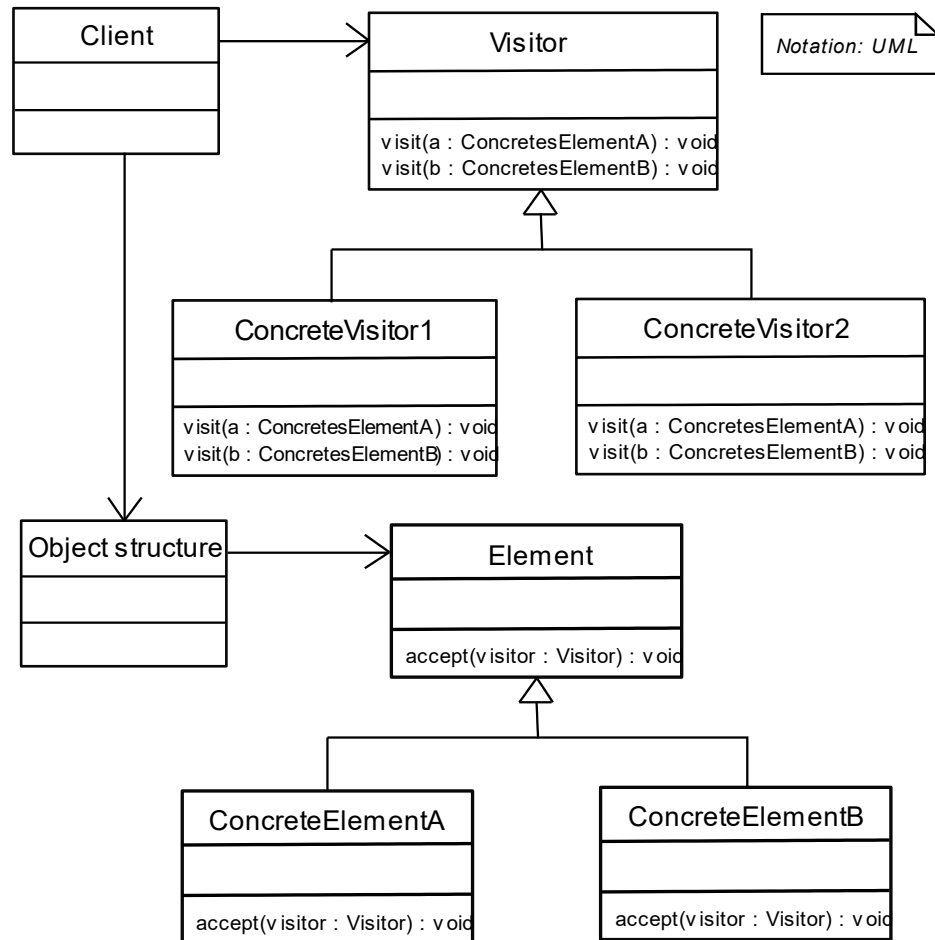 Client
Visitor
Notation: UML
visit(a : ConcretesElementA) : void
visit(b : ConcretesElementB) : void
ConcreteVisitor1
ConcreteVisitor2
visit(a : ConcretesElementA) : void
visit(b : ConcretesElementB) : void
visit(a : ConcretesElementA) : void
visit(b : ConcretesElementB) : void
Object structure
Element
accept(visitor : Visitor) : void
ConcreteElementA
ConcreteElementB
accept(visitor : Visitor) : void
accept(visitor : Visitor) : void